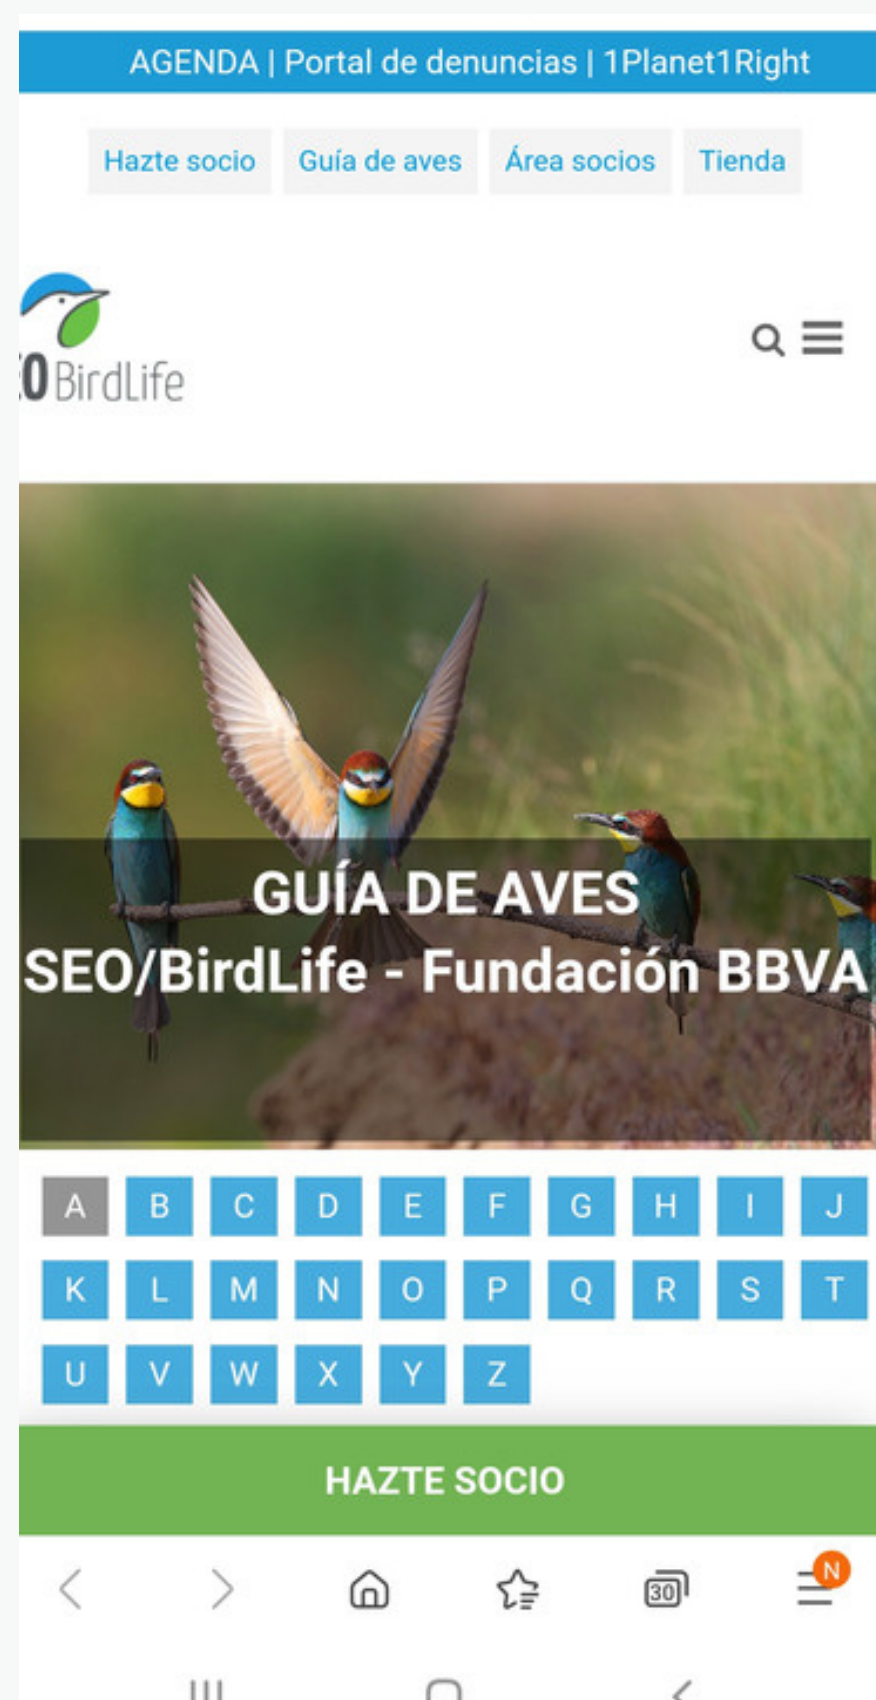 AGENDA | Portal de denuncias | 1Planet1Right
Hazte socio Guía de aves Área socios Tienda
EO BirdLife
GUÍA DE AVES
SEO/BirdLife - Fundación BBVA
A B C D E F G H I J
K L M N O P Q R S T
U V W X Y Z
HAZTE SOCIO
30 N